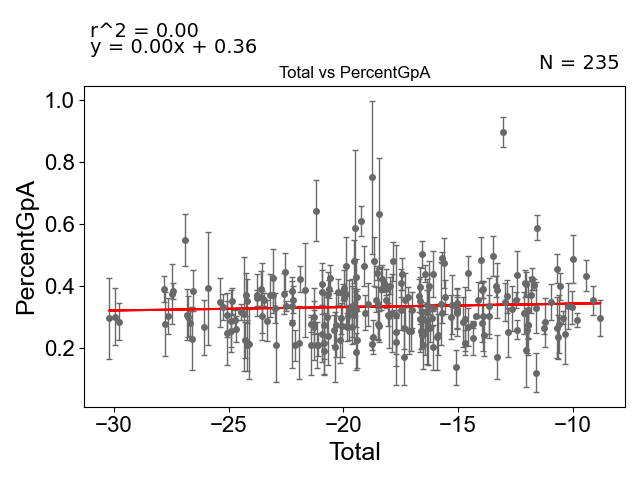 r^2 = 0.00
y = 0.00x + 0.36
N = 235
Total vs PercentGpA
PercentGpA
1.0
0.8
0.6
0.4
0.2
−30
−25
−20
−15
−10
Total